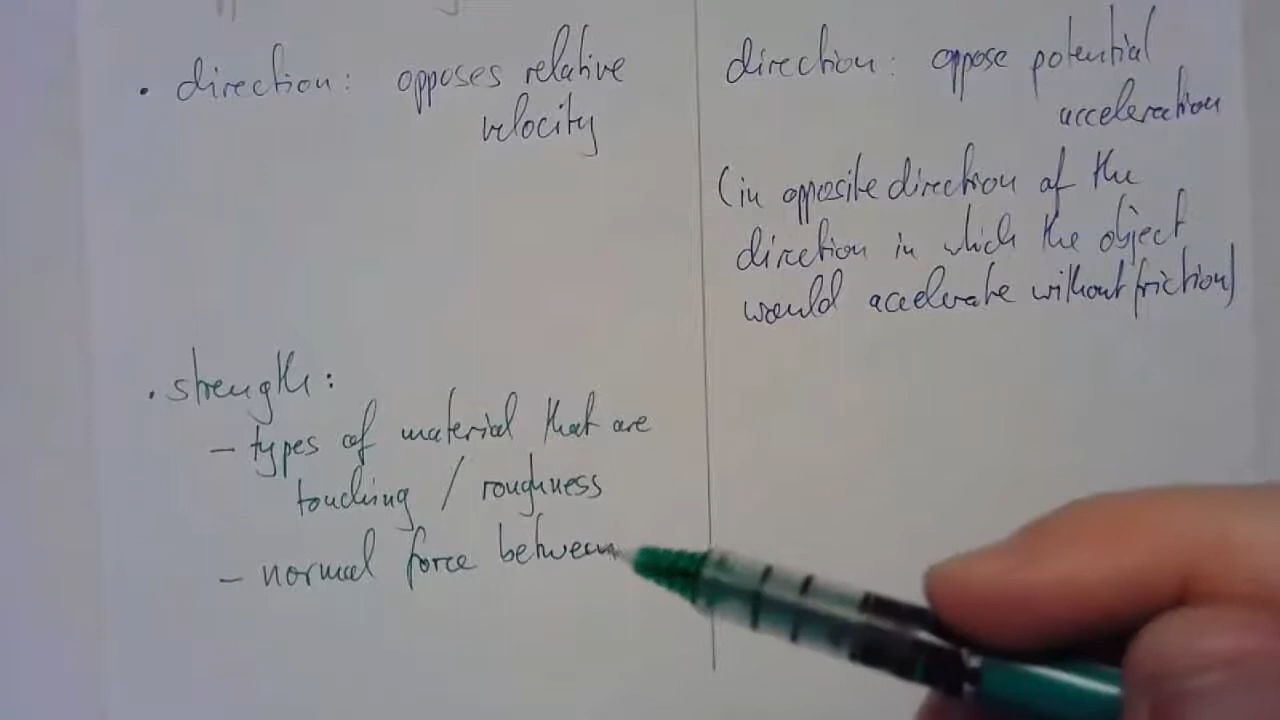 • direction: opposes relative
velocity
• strength:
– types of material that are
touching / roughness
– normal force between
direction: oppose potential
acceleration
(in opposite direction of the
direction in which the object
would accelerate without friction)